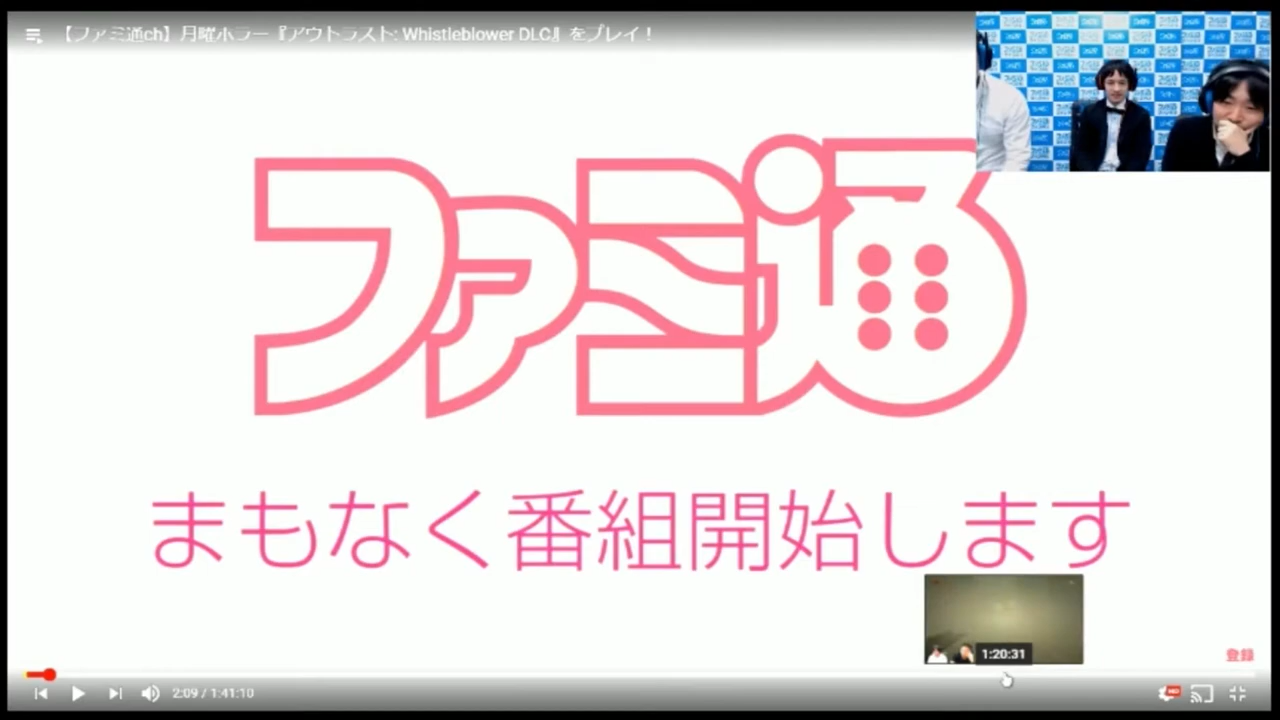 【ファミ通ch】月曜ホラー『アウトラスト: Whistleblower DLC』をプレイ！
ファミ通
まもなく番組開始します
1:20:31
登録
2:09 / 1:41:10
HD